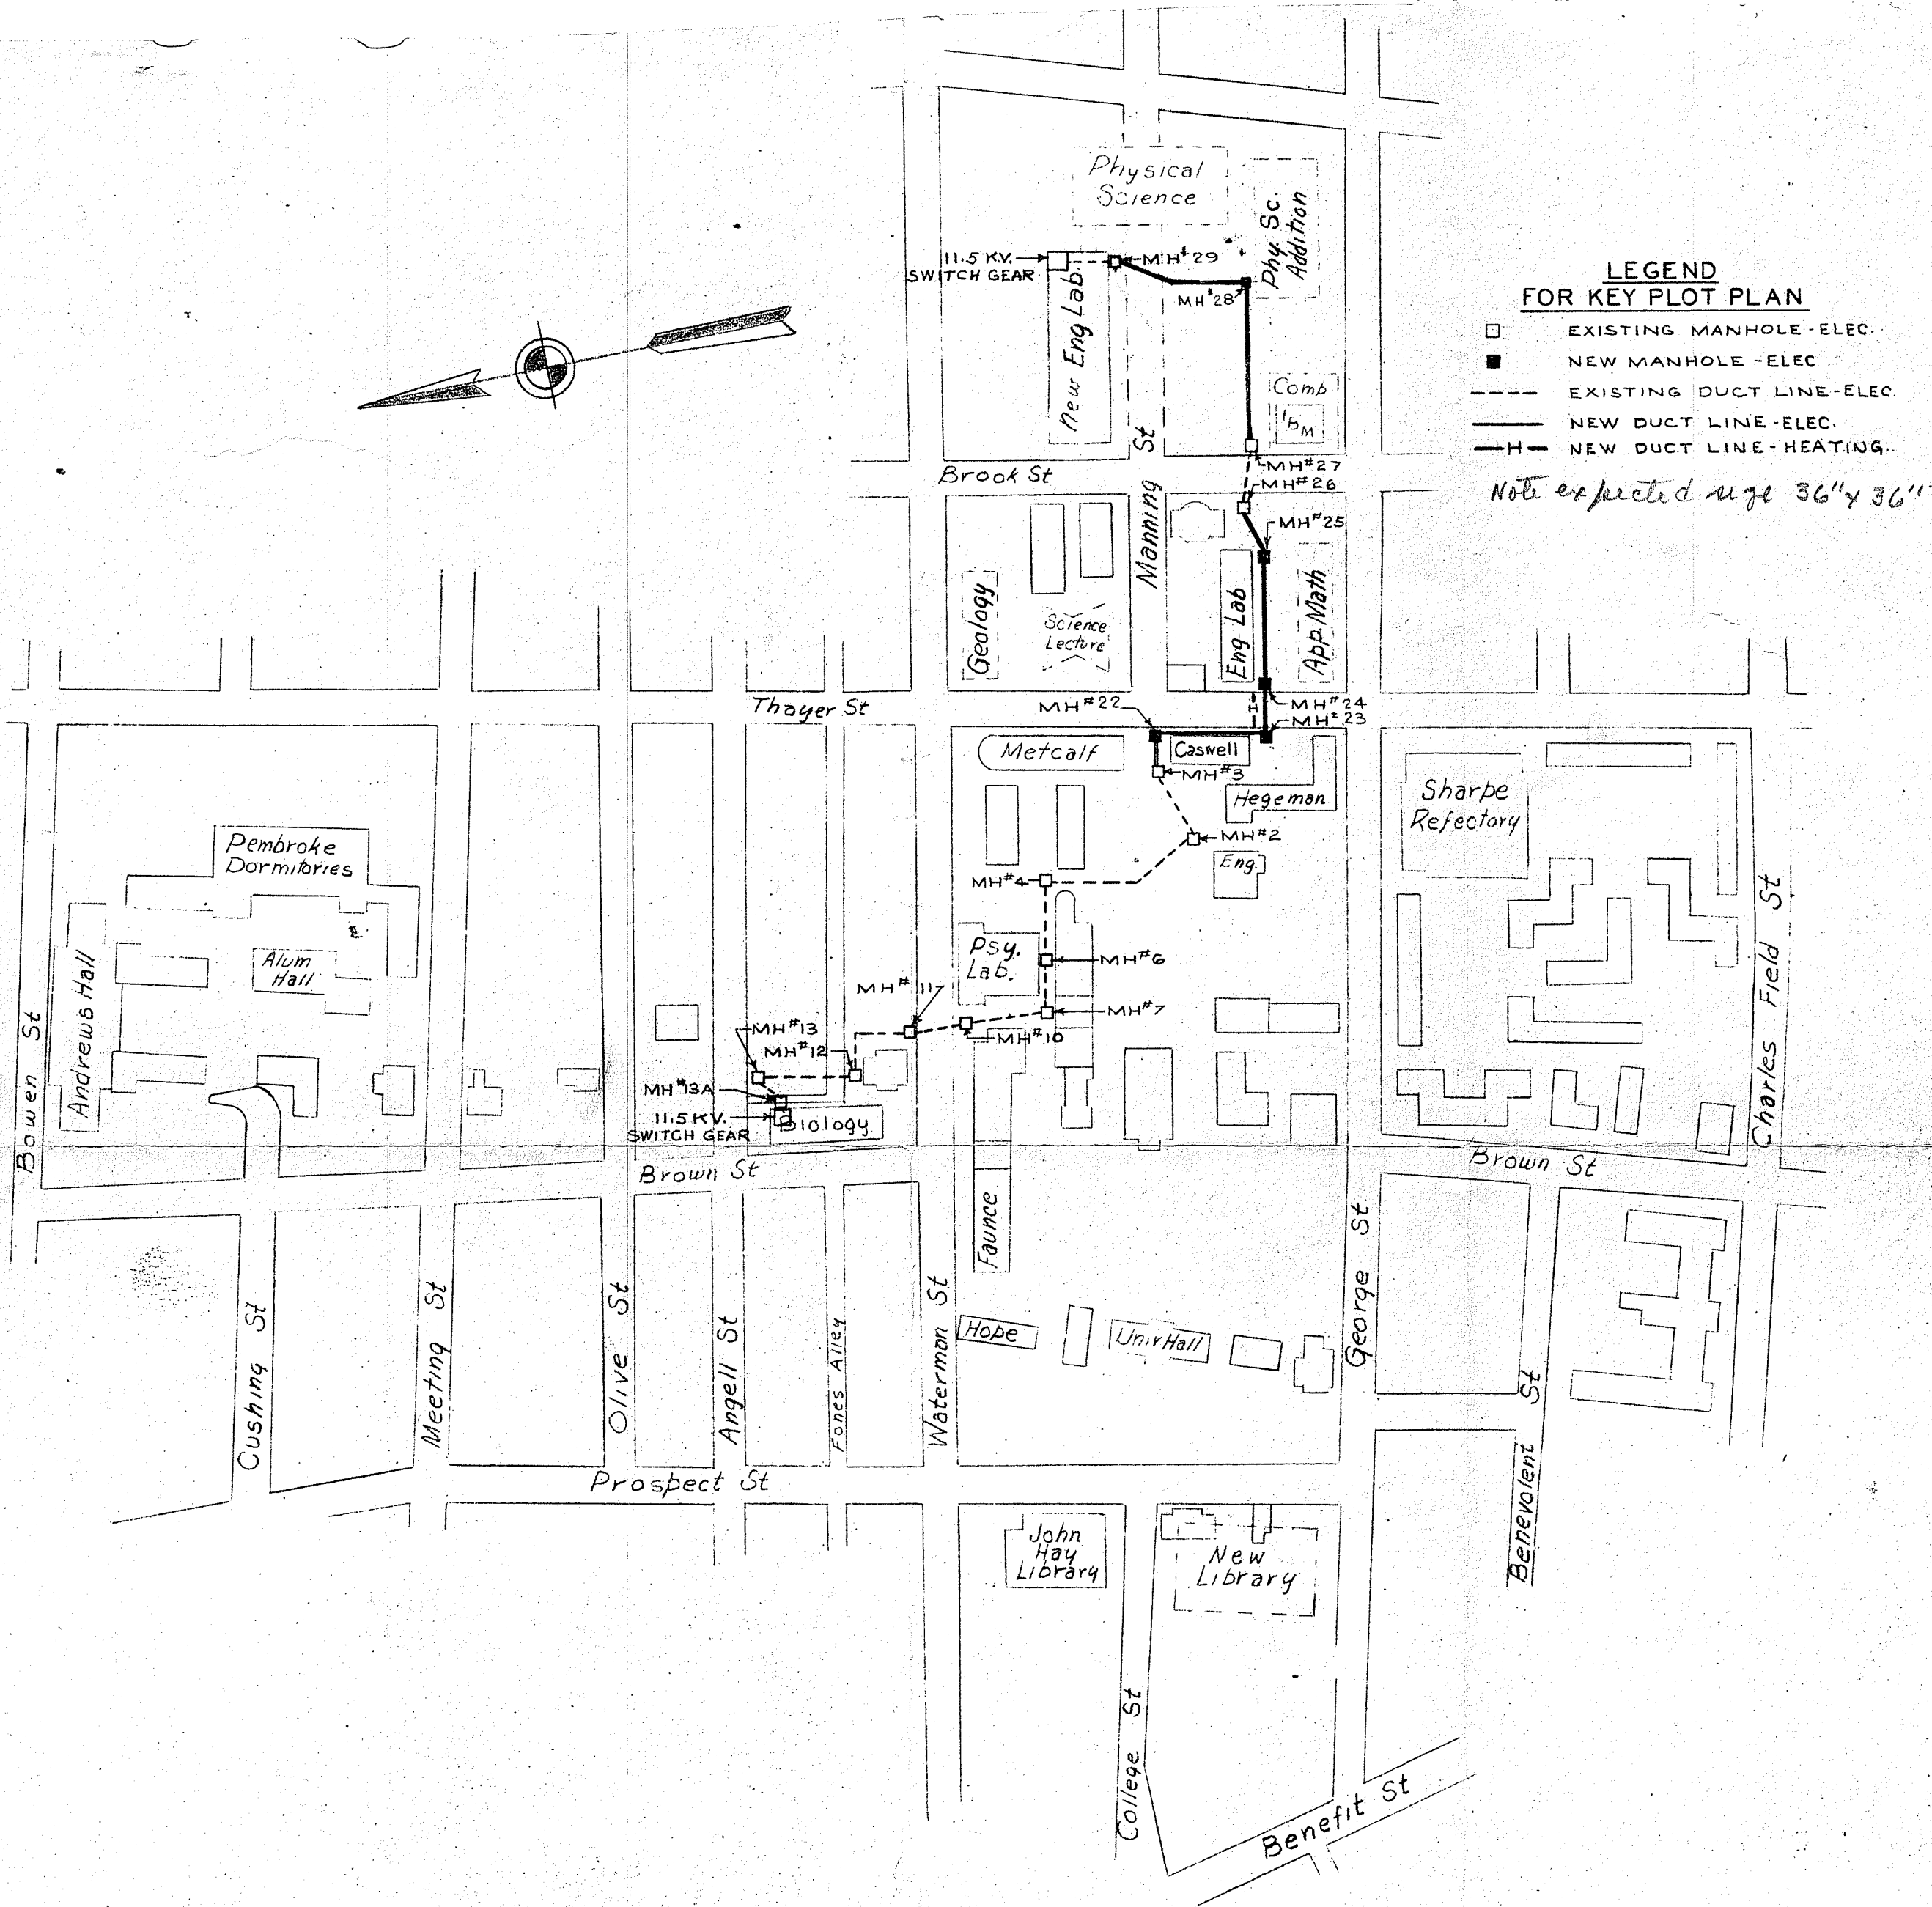 Physical
Science
Phy. Sc.
Addition
11.5 KV.
SWITCH GEAR
MH#29
MH#28
New Eng Lab.
LEGEND
FOR KEY PLOT PLAN
EXISTING MANHOLE-ELEC.
NEW MANHOLE-ELEC
EXISTING DUCT LINE-ELEC.
NEW DUCT LINE-ELEC.
H NEW DUCT LINE-HEATING.
Note expected size 36" x 36"
Comp
IBM
MH#27
MH#26
Brook St
Manning St
MH#25
Geology
Science
Lecture
Eng Lab
App. Math
Thayer St
MH#22
MH#24
MH#23
H
Metcalf
Caswell
MH#3
Hegeman
Sharpe
Refectory
MH#2
Eng.
MH#4
Pembroke
Dormitories
Alum
Hall
Andrews Hall
Psy.
Lab.
MH#6
MH#11
MH#7
MH#10
MH#13
MH#12
MH#13A
11.5 KV.
SWITCH GEAR
Biology
Bowen St
Charles Field St
Brown St
Brown St
Faunce
Cushing St
Meeting St
Olive St
Angell St
Fones Alley
Waterman St
Hope
Univ Hall
George St
Benevolent St
Prospect St
John
Hay
Library
New
Library
College St
Benefit St